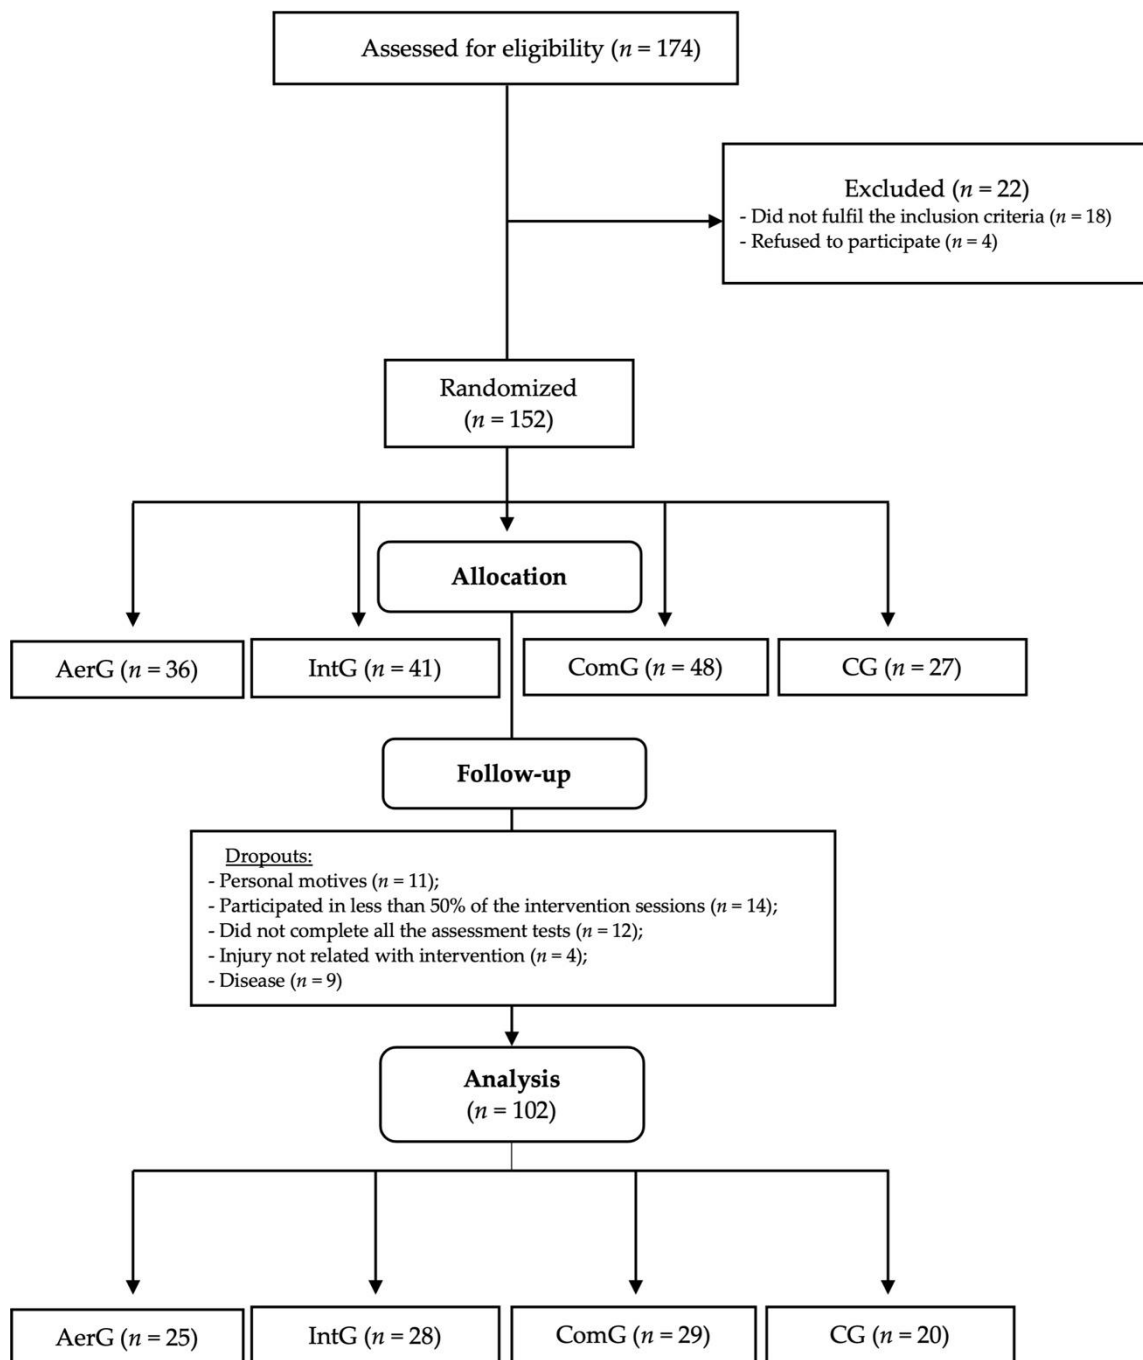 Assessed for eligibility (n = 174)
Excluded (n = 22)
- Did not fulfil the inclusion criteria (n = 18)
- Refused to participate (n = 4)
Randomized
(n = 152)
Allocation
AerG (n = 36)
IntG (n = 41)
ComG (n = 48)
CG (n = 27)
Follow-up
Dropouts:
- Personal motives (n = 11);
- Participated in less than 50% of the intervention sessions (n = 14);
- Did not complete all the assessment tests (n = 12);
- Injury not related with intervention (n = 4);
- Disease (n = 9)
Analysis
(n = 102)
AerG (n = 25)
IntG (n = 28)
ComG (n = 29)
CG (n = 20)